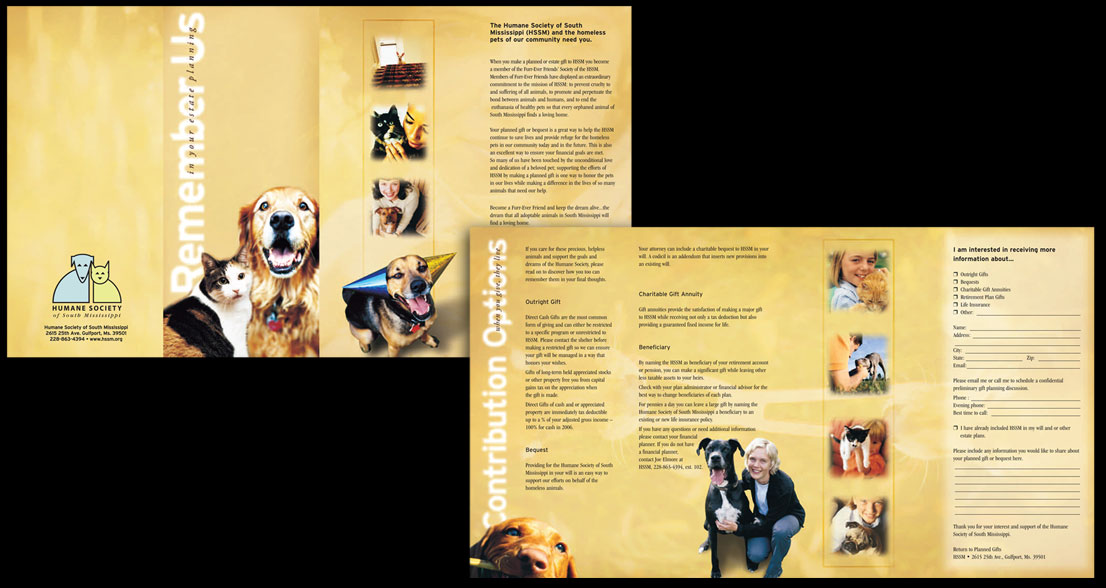 HUMANE SOCIETY
of South Mississippi
Humane Society of South Mississippi
2615 25th Ave. Gulfport, Ms. 39501
228-863-4394 • www.hssm.org
Remember Us
in your estate planning
The Humane Society of South
Mississippi (HSSM) and the homeless
pets of our community need you.
When you make a planned or estate gift to HSSM you become
a member of the Furr-Ever Friends' Society of the HSSM.
Members of Furr-Ever Friends have displayed an extraordinary
commitment to the mission of HSSM: to prevent cruelty to
and suffering of all animals, to promote and perpetuate the
bond between animals and humans, and to end the
euthanasia of healthy pets so that every orphaned animal of
South Mississippi finds a loving home.
Your planned gift or bequest is a great way to help the HSSM
continue to save lives and provide refuge for the homeless
pets in our community today and in the future. This is also
an excellent way to ensure your financial goals are met.
So many of us have been touched by the unconditional love
and dedication of a beloved pet; supporting the efforts of
HSSM by making a planned gift is one way to honor the pets
in our lives while making a difference in the lives of so many
animals that need our help.
Become a Furr-Ever Friend and keep the dream alive...the
dream that all adoptable animals in South Mississippi will
find a loving home.
Contribution Options
when you give, they live
If you care for these precious, helpless
animals and support the goals and
dreams of the Humane Society, please
read on to discover how you too can
remember them in your final thoughts.
Outright Gift
Direct Cash Gifts are the most common
form of giving and can either be restricted
to a specific program or unrestricted to
HSSM. Please contact the shelter before
making a restricted gift so we can ensure
your gift will be managed in a way that
honors your wishes.
Gifts of long-term held appreciated stocks
or other property free you from capital
gains tax on the appreciation when
the gift is made.
Direct Gifts of cash and or appreciated
property are immediately tax deductible
up to a % of your adjusted gross income –
100% for cash in 2006.
Bequest
Providing for the Humane Society of South
Mississippi in your will is an easy way to
support our efforts on behalf of the
homeless animals.
Your attorney can include a charitable bequest to HSSM in your
will. A codicil is an addendum that inserts new provisions into
an existing will.
Charitable Gift Annuity
Gift annuities provide the satisfaction of making a major gift
to HSSM while receiving not only a tax deduction but also
providing a guaranteed fixed income for life.
Beneficiary
By naming the HSSM as beneficiary of your retirement account
or pension, you can make a significant gift while leaving other
less taxable assets to your heirs.
Check with your plan administrator or financial advisor for the
best way to change beneficiaries of each plan.
For pennies a day you can leave a large gift by naming the
Humane Society of South Mississippi a beneficiary to an
existing or new life insurance policy.
If you have any questions or need additional information
please contact your financial
planner. If you do not have
a financial planner,
contact Joe
HSSM, 228-863-4394, ext. 102.
I am interested in receiving more
information about...
Outright Gifts
Bequests
Charitable Gift Annuities
Retirement Plan Gifts
Life Insurance
Other:
Name:
Address:
City:
State: Zip:
Email:
Please email me or call me to schedule a confidential
preliminary gift planning discussion.
Phone :
Evening phone:
Best time to call:
I have already included HSSM in my will and or other
estate plans.
Please include any information you would like to share about
your planned gift or bequest here.
Thank you for your interest and support of the Humane
Society of South Mississippi.
Return to Planned Gifts
HSSM • 2615 25th Ave., Gulfport, Ms. 39501